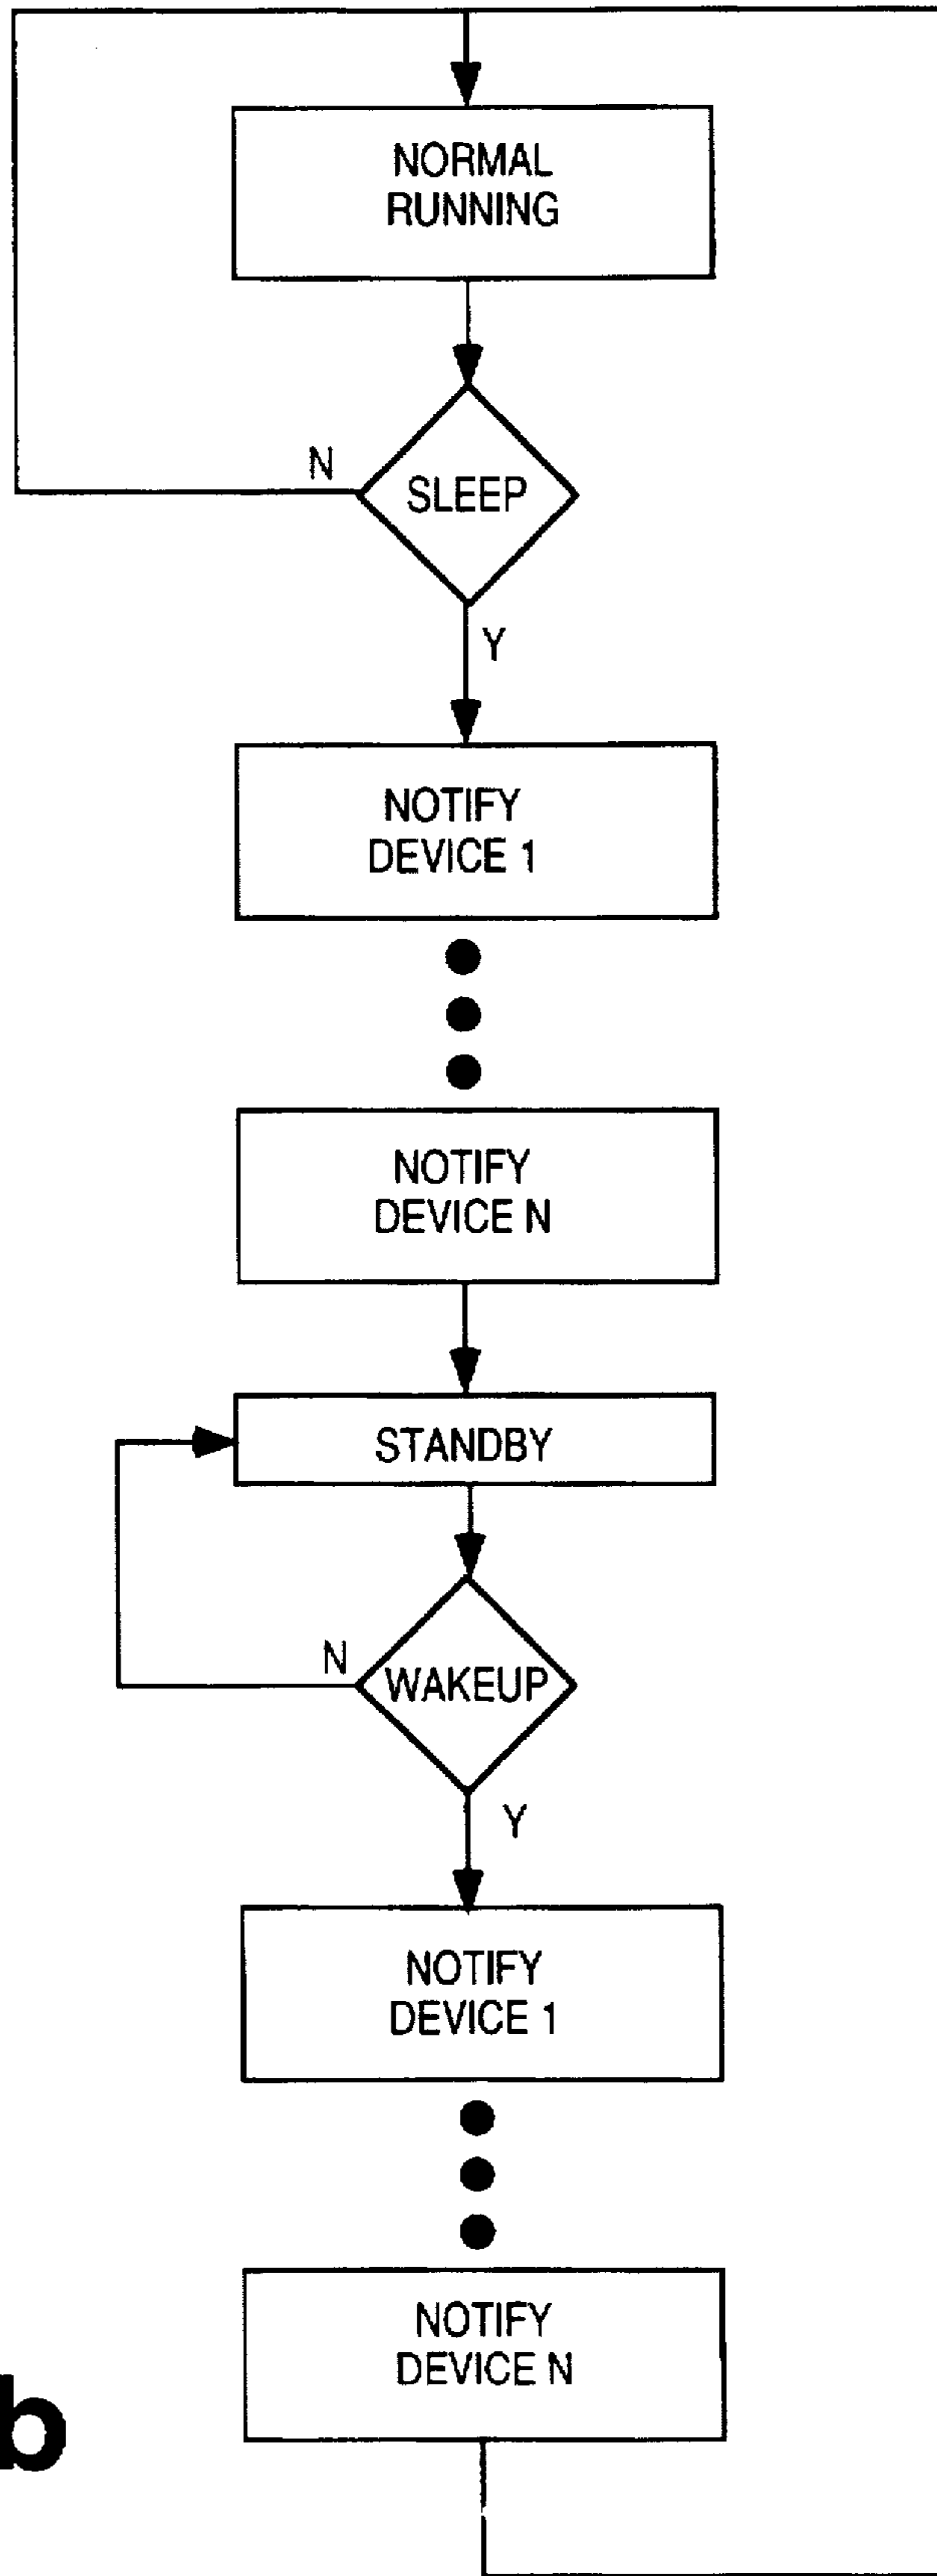 NORMAL
RUNNING
N
SLEEP
Y
NOTIFY
DEVICE 1
NOTIFY
DEVICE N
STANDBY
N
WAKEUP
Y
NOTIFY
DEVICE 1
NOTIFY
DEVICE N
b